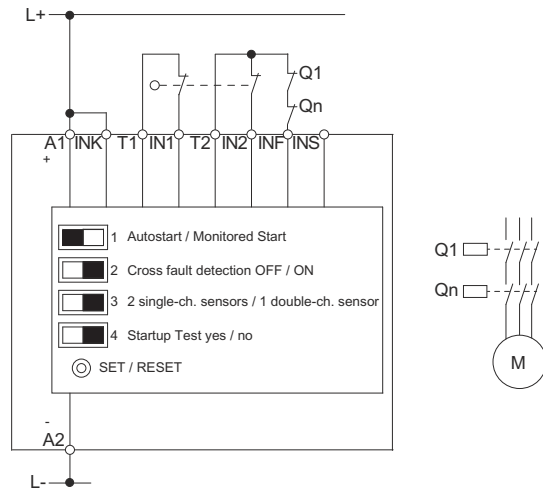 L+
Q1
Qn
A1 INK T1 IN1 T2 IN2 INF INS
+
1 Autostart / Monitored Start
2 Cross fault detection OFF / ON
3 2 single-ch. sensors / 1 double-ch. sensor
4 Startup Test yes / no
SET / RESET
-
A2
L-
Q1
Qn
M